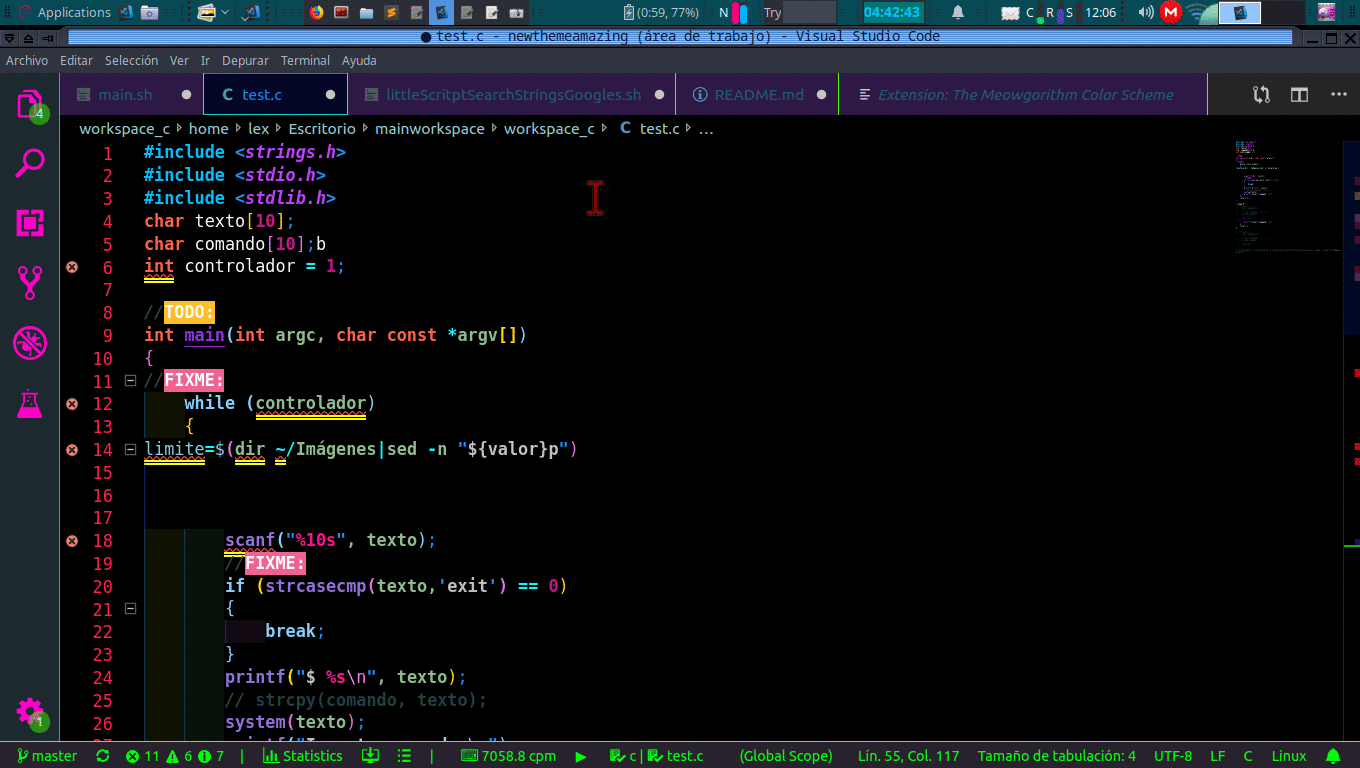 Applications (0:59, 77%) N Try 04:42:43 C R S 12:06
test.c - newthemeamazing (área de trabajo) - Visual Studio Code
Archivo Editar Selección Ver Ir Depurar Terminal Ayuda
main.sh C test.c littleScritptSearchStringsGoogles.sh README.md Extension: The Meowgorithm Color Scheme
4
workspace_c home lex Escritorio mainworkspace workspace_c C test.c ...
1 #include <strings.h>
2 #include <stdio.h>
3 #include <stdlib.h>
4 char texto[10];
5 char comando[10];b
6 int controlador = 1;
7
8 //TODO:
9 int main(int argc, char const *argv[])
10 {
11 //FIXME:
12 while (controlador)
13 {
14 limite=$(dir ~/Imágenes|sed -n "${valor}p")
15
16
17
18 scanf("%10s", texto);
19 //FIXME:
20 if (strcasecmp(texto,'exit') == 0)
21 {
22 break;
23 }
24 printf("$ %s\n", texto);
25 // strcpy(comando, texto);
26 system(texto);
1
master 11 6 7 | Statistics | 7058.8 cpm c | test.c (Global Scope) Lín. 55, Col. 117 Tamaño de tabulación: 4 UTF-8 LF C Linux